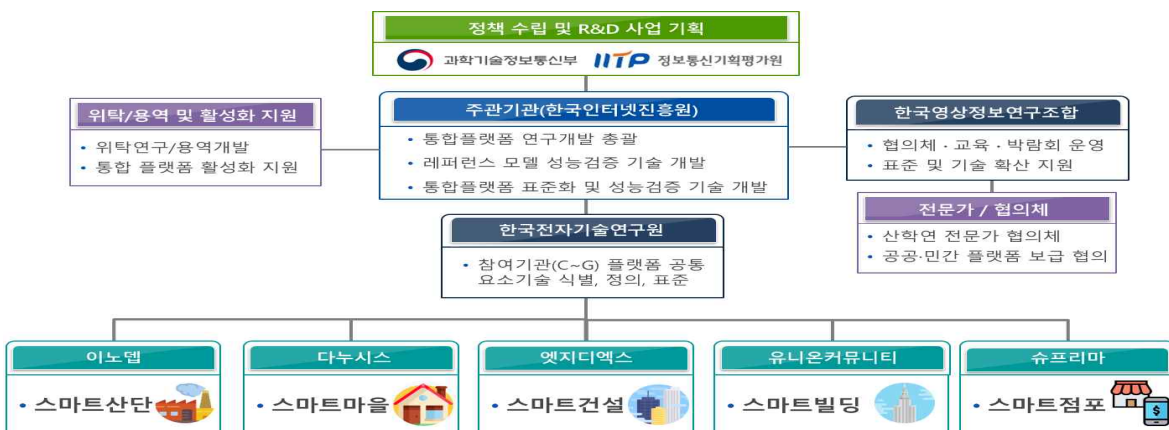 정책 수립 및 R&D 사업 기획
과학기술정보통신부 IITP 정보통신기획평가원
위탁/용역 및 활성화 지원
• 위탁연구/용역개발
• 통합 플랫폼 활성화 지원
주관기관(한국인터넷진흥원)
• 통합플랫폼 연구개발 총괄
• 레퍼런스 모델 성능검증 기술 개발
• 통합플랫폼 표준화 및 성능검증 기술 개발
한국영상정보연구조합
• 협의체 · 교육 · 박람회 운영
• 표준 및 기술 확산 지원
전문가 / 협의체
• 산학연 전문가 협의체
• 공공·민간 플랫폼 보급 협의
한국전자기술연구원
• 참여기관(C~G) 플랫폼 공통
요소기술 식별, 정의, 표준
이노뎁
• 스마트산단
다누시스
• 스마트마을
엣지디엑스
• 스마트건설
유니온커뮤니티
• 스마트빌딩
슈프리마
• 스마트점포
$